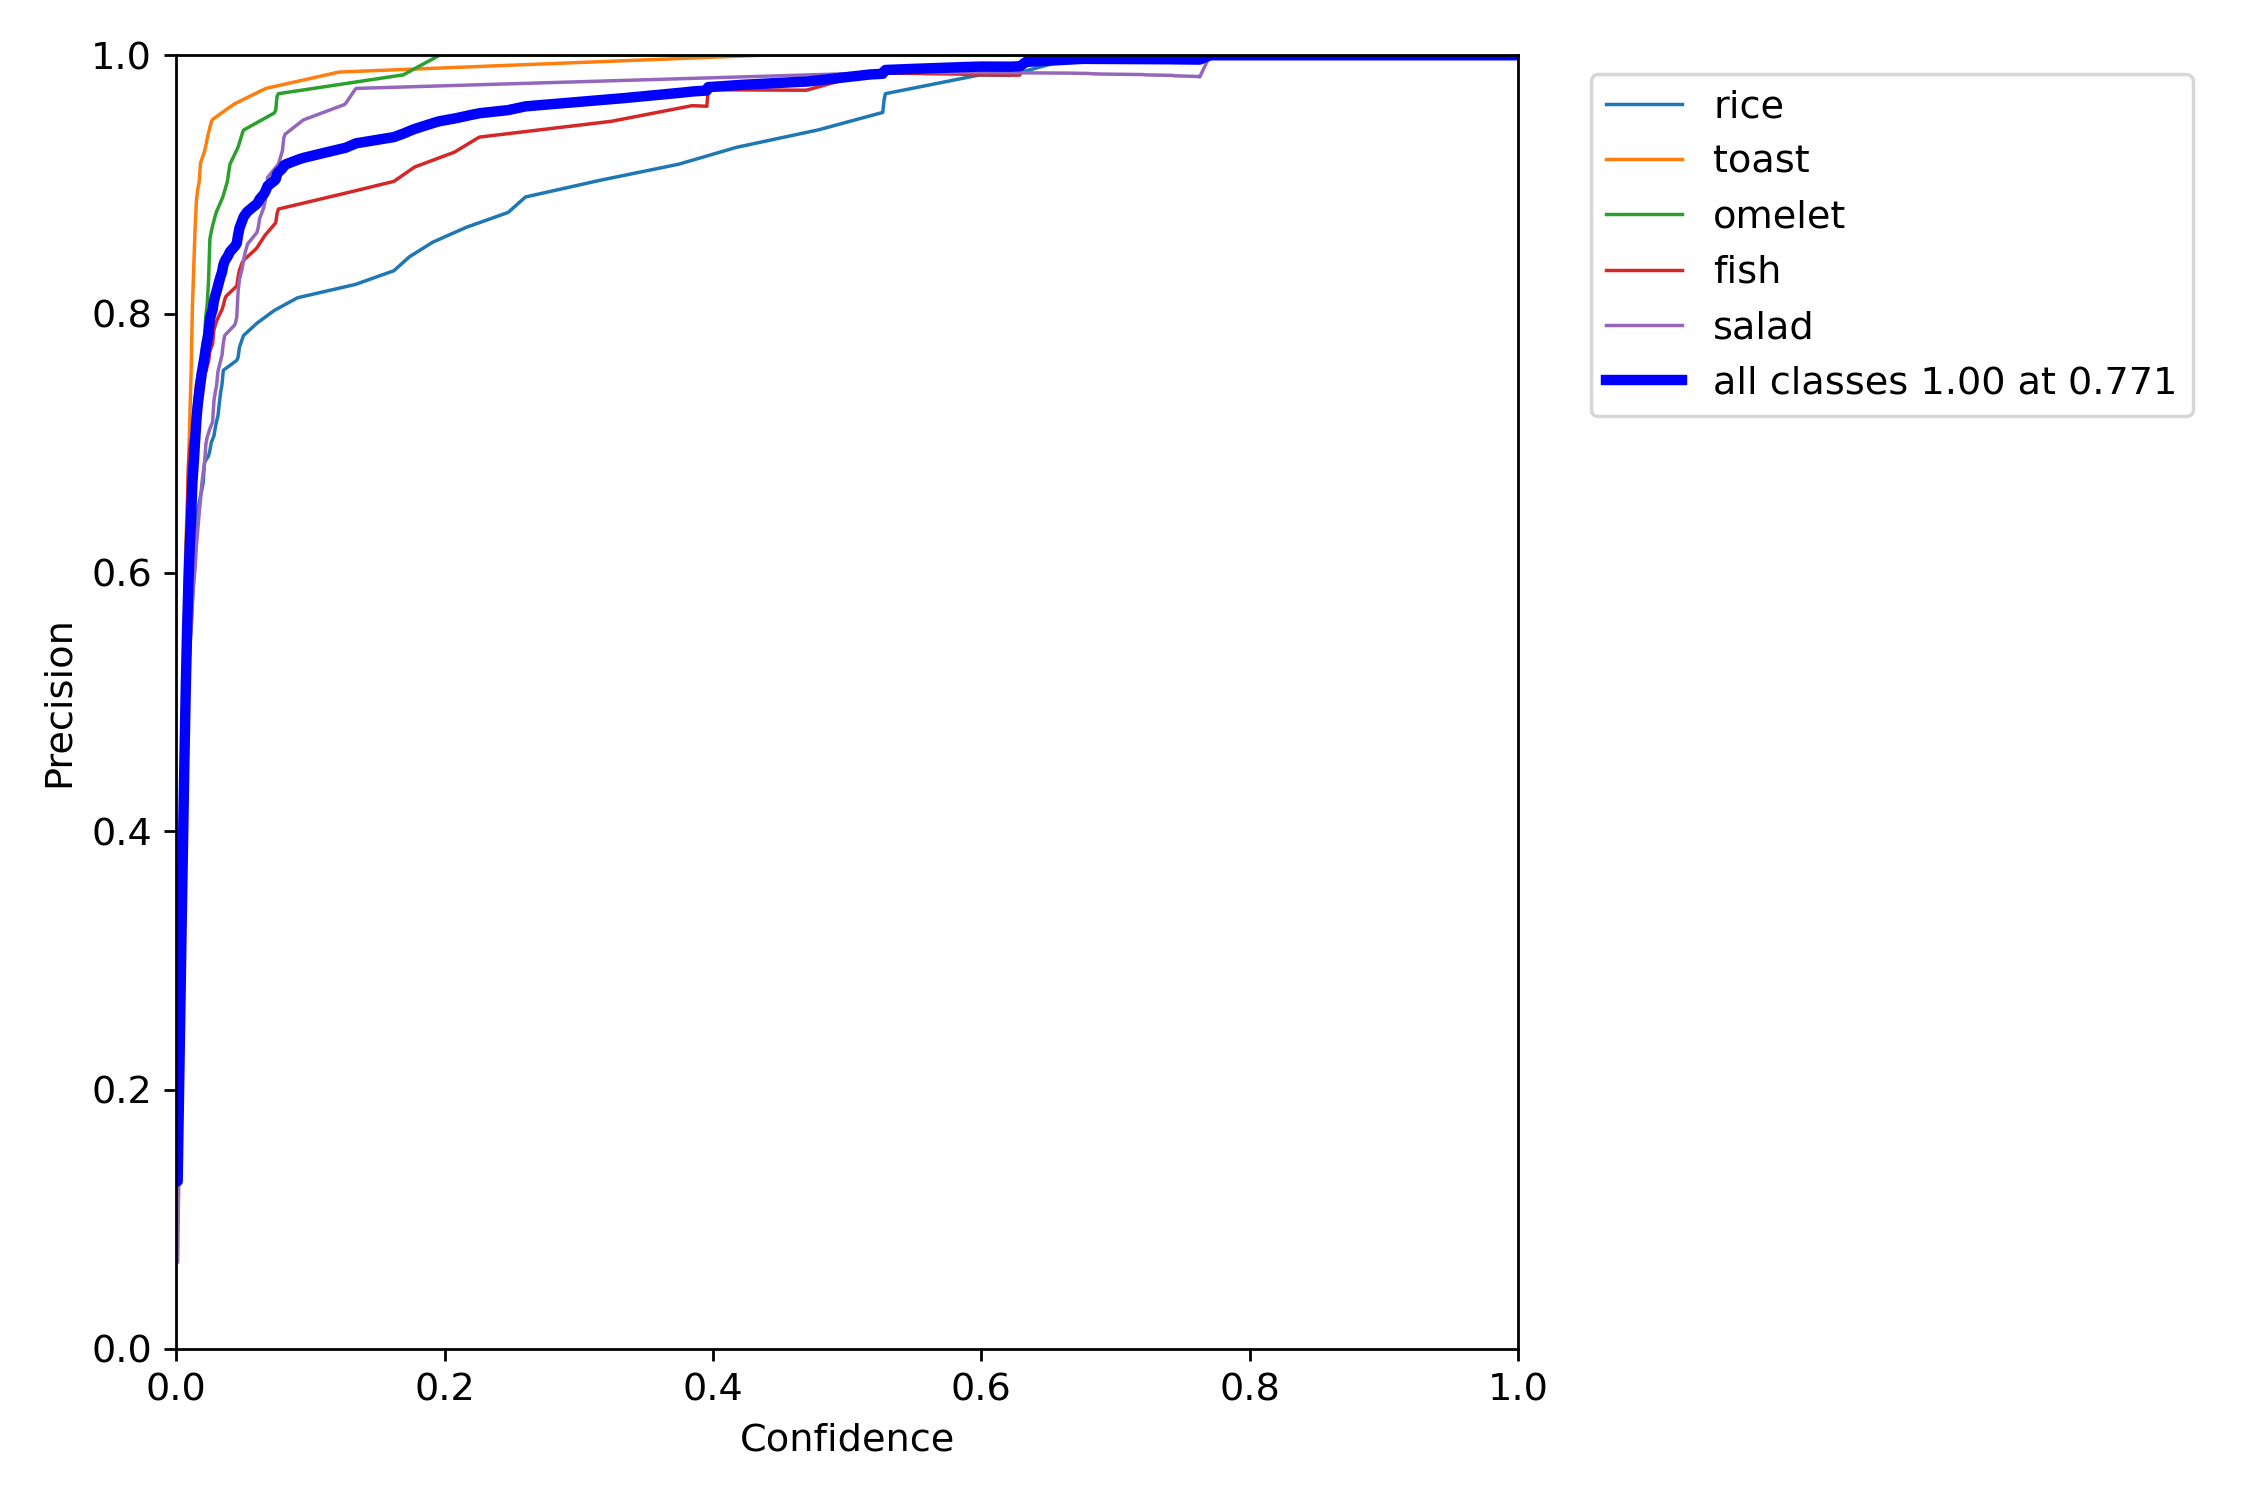 1.0
0.8
0.6
0.4
0.2
0.0
Precision
0.0 0.2 0.4 0.6 0.8 1.0
Confidence
rice
toast
omelet
fish
salad
all classes 1.00 at 0.771